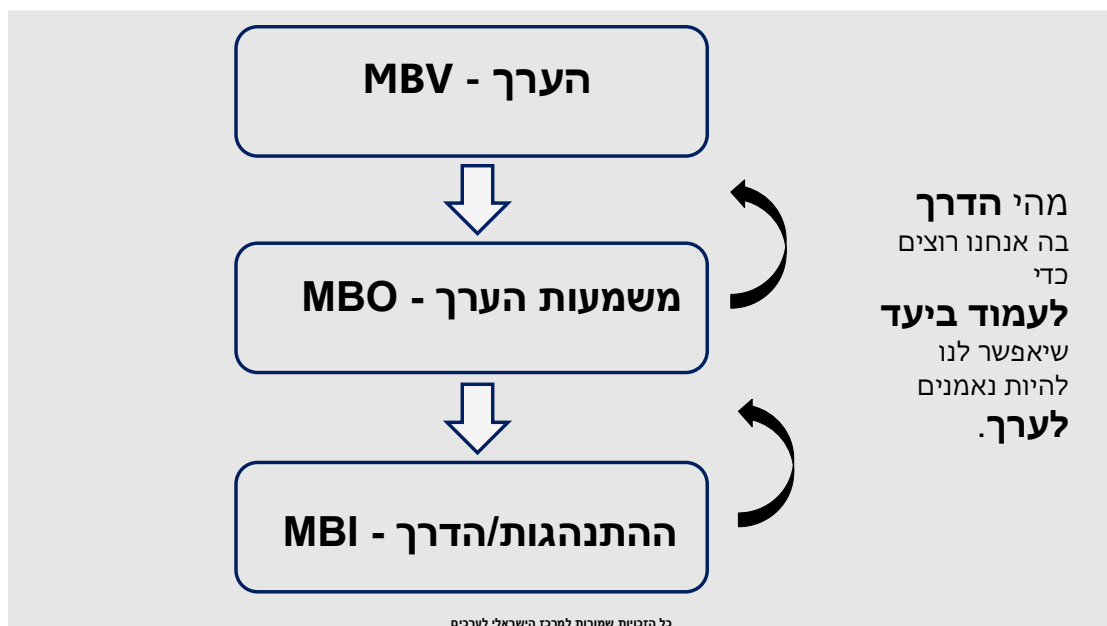 הערך - MBV
משמעות הערך - MBO
ההתנהגות/הדרך - MBI
מהי הדרך
בה אנחנו רוצים
כדי
לעמוד ביעד
שיאפשר לנו
להיות נאמנים
לערך.
כל הזכויות שמורות למרכז הישראלי לערכים